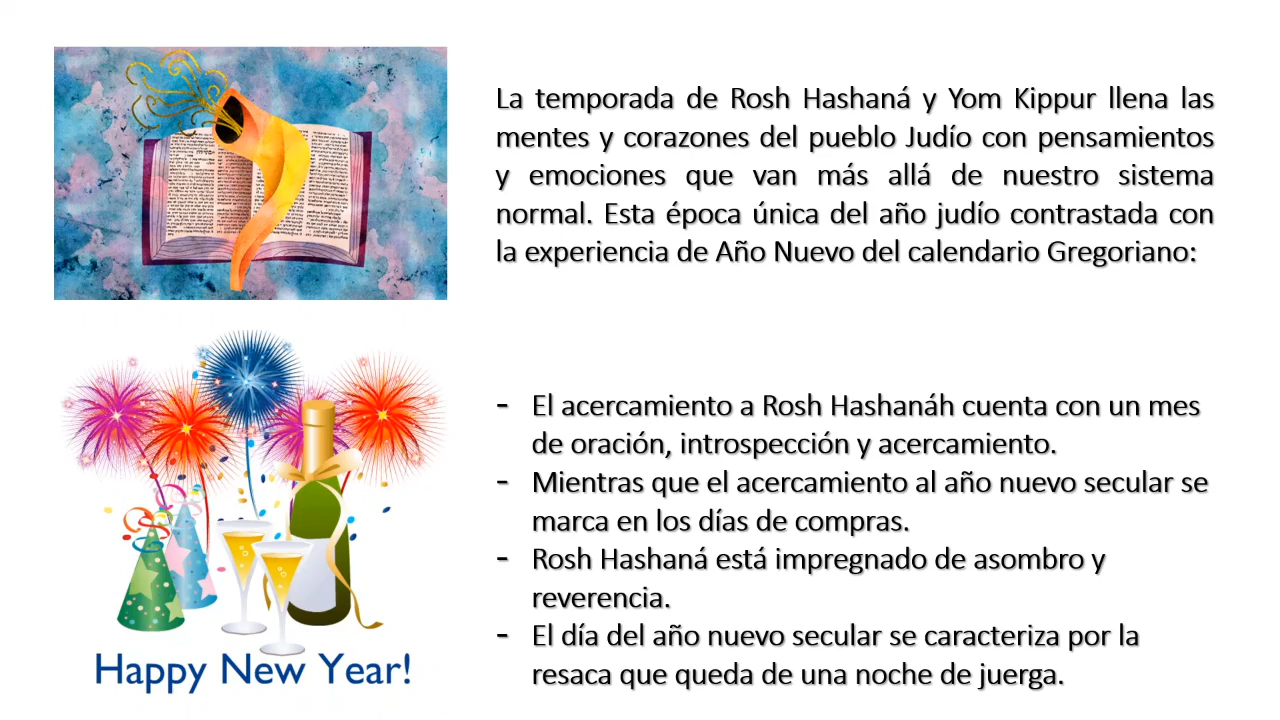 La temporada de Rosh Hashaná y Yom Kippur llena las
mentes y corazones del pueblo Judío con pensamientos
y emociones que van más allá de nuestro sistema
normal. Esta época única del año judío contrastada con
la experiencia de Año Nuevo del calendario Gregoriano:
- El acercamiento a Rosh Hashanáh cuenta con un mes
de oración, introspección y acercamiento.
- Mientras que el acercamiento al año nuevo secular se
marca en los días de compras.
- Rosh Hashaná está impregnado de asombro y
reverencia.
- El día del año nuevo secular se caracteriza por la
resaca que queda de una noche de juerga.
Happy New Year!